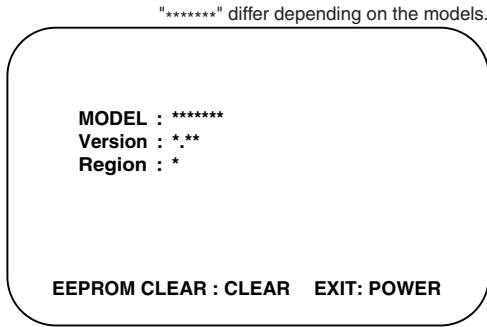 "*******" differ depending on the models.
MODEL : *******
Version : *.**
Region : *
EEPROM CLEAR : CLEAR EXIT: POWER